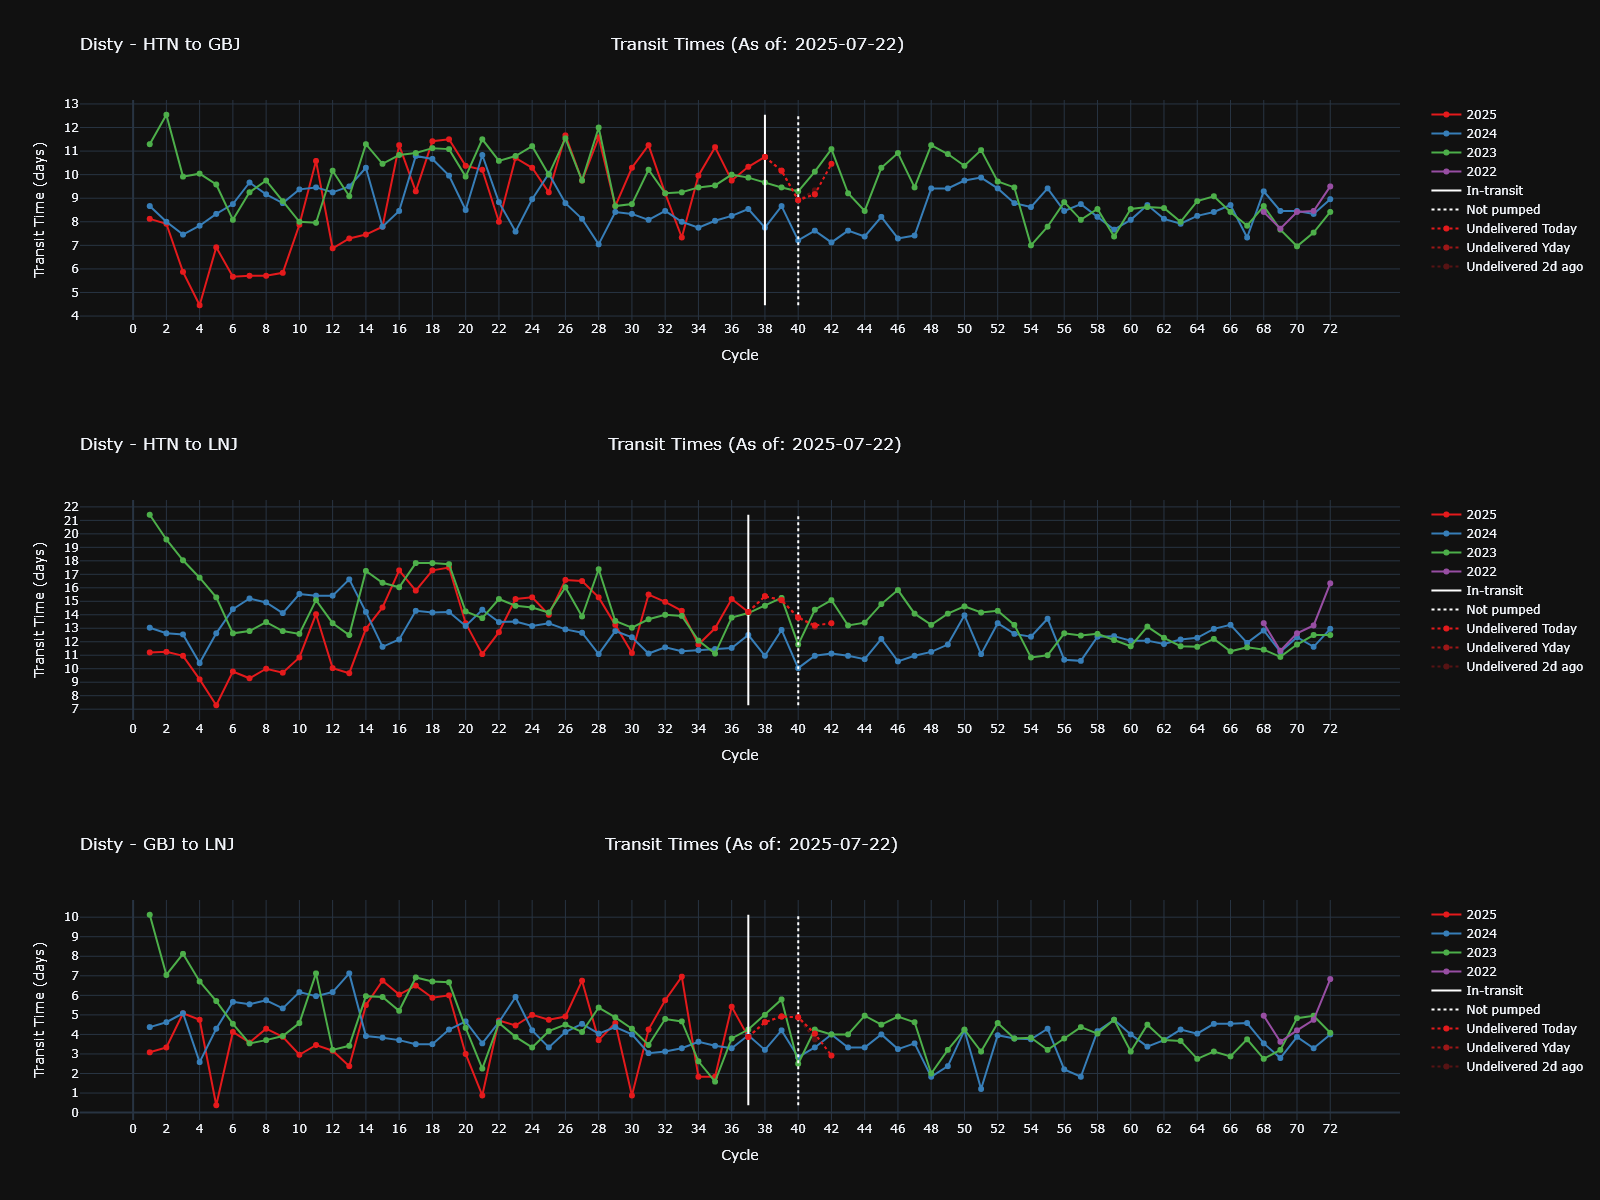 Disty - HTN to GBJ
Transit Times (As of: 2025-07-22)
Transit Time (days)
13
12
11
10
9
8
7
6
5
4
0 2 4 6 8 10 12 14 16 18 20 22 24 26 28 30 32 34 36 38 40 42 44 46 48 50 52 54 56 58 60 62 64 66 68 70 72
Cycle
2025
2024
2023
2022
In-transit
Not pumped
Undelivered Today
Undelivered Yday
Undelivered 2d ago
Disty - HTN to LNJ
Transit Times (As of: 2025-07-22)
Transit Time (days)
22
21
20
19
18
17
16
15
14
13
12
11
10
9
8
7
0 2 4 6 8 10 12 14 16 18 20 22 24 26 28 30 32 34 36 38 40 42 44 46 48 50 52 54 56 58 60 62 64 66 68 70 72
Cycle
2025
2024
2023
2022
In-transit
Not pumped
Undelivered Today
Undelivered Yday
Undelivered 2d ago
Disty - GBJ to LNJ
Transit Times (As of: 2025-07-22)
Transit Time (days)
10
9
8
7
6
5
4
3
2
1
0
0 2 4 6 8 10 12 14 16 18 20 22 24 26 28 30 32 34 36 38 40 42 44 46 48 50 52 54 56 58 60 62 64 66 68 70 72
Cycle
2025
2024
2023
2022
In-transit
Not pumped
Undelivered Today
Undelivered Yday
Undelivered 2d ago